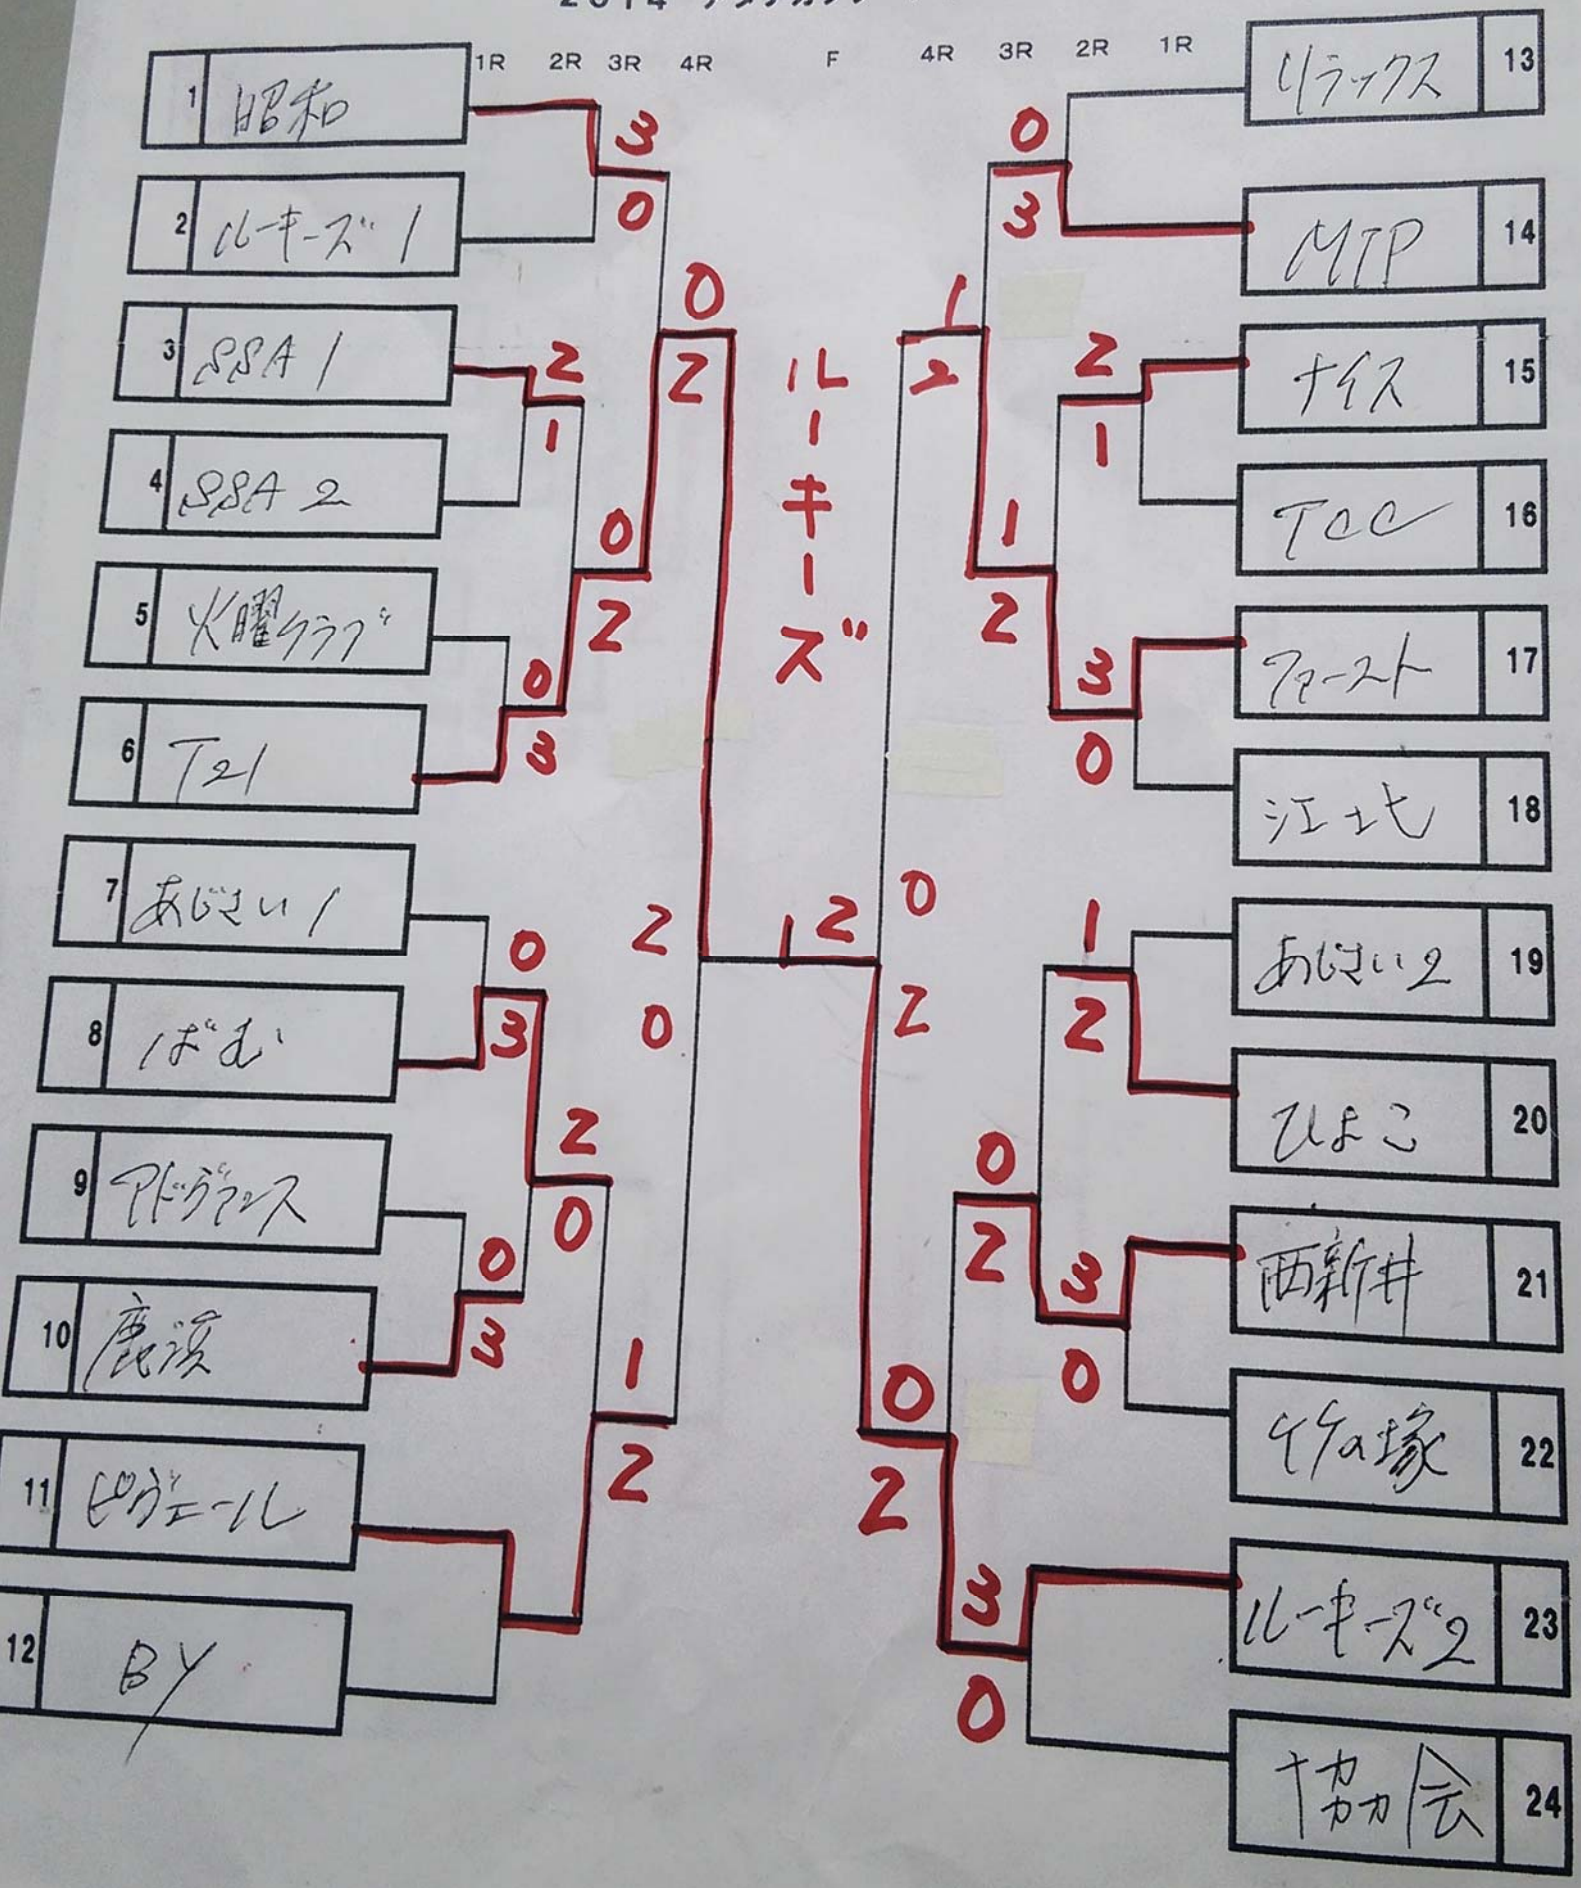 1R 2R 3R 4R F 4R 3R 2R 1R
1 昭和
2 ルーキーズ 1
3 SSA 1
4 SSA 2
5 火曜クラブ
6 T21
7 あじさい 1
8 ばむ
9 アドヴァンス
10 鹿浜
11 ピヴェール
12 BY
3
0
2
1
0
3
0
2
0
2
0
3
0
3
2
0
1
2
2
0
ルーキーズ
1 2
0
2
0
3
2
1
3
0
1
2
1
2
1
2
3
0
0
2
3
0
0
2
リラックス 13
MTP 14
ナイス 15
TCC 16
ファースト 17
江北 18
あじさい2 19
ひよこ 20
西新井 21
竹の塚 22
ルーキーズ2 23
協会 24